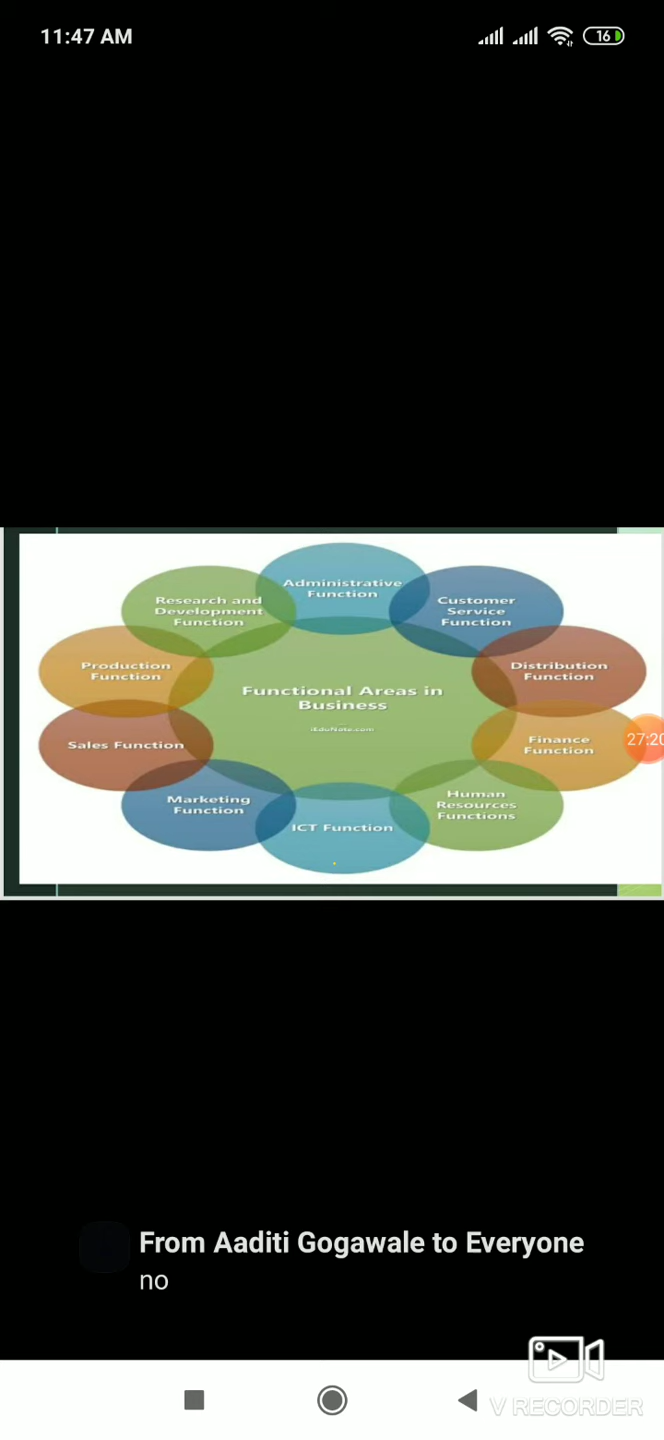 11:47 AM
16
Administrative
Function
Research and
Development
Function
Customer
Service
Function
Production
Function
Distribution
Function
Functional Areas in
Business
iEduNote.com
Sales Function
Finance
Function
27:20
Marketing
Function
Human
Resources
Functions
ICT Function
From Aaditi Gogawale to Everyone
no
V RECORDER